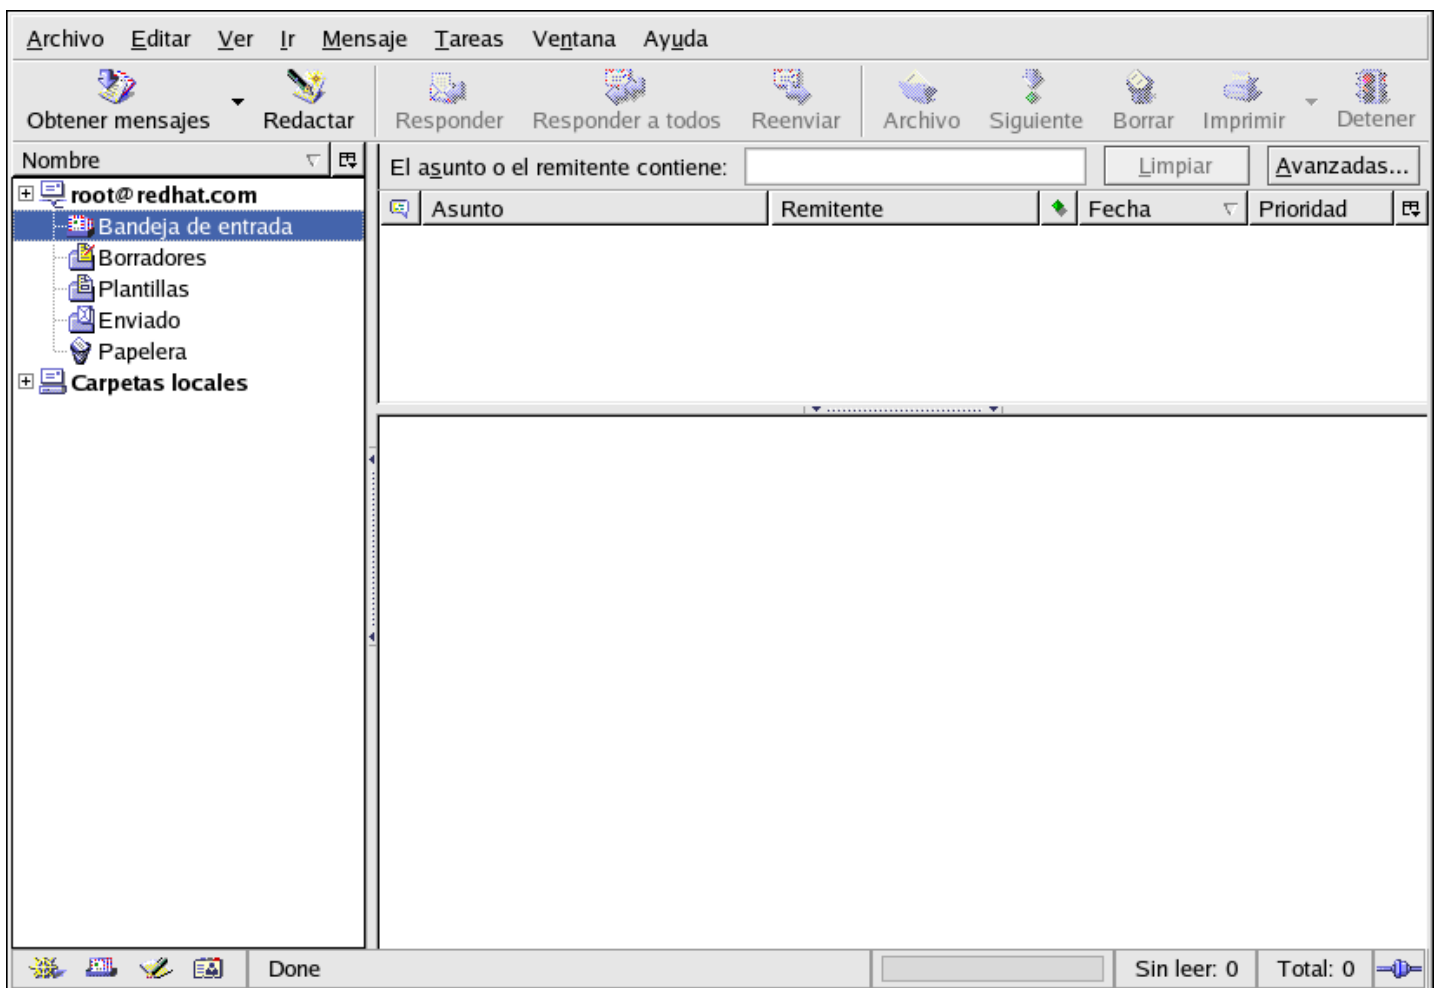 Archivo Editar Ver Ir Mensaje Tareas Ventana Ayuda
Obtener mensajes Redactar Responder Responder a todos Reenviar Archivo Siguiente Borrar Imprimir Detener
Nombre
root@redhat.com
Bandeja de entrada
Borradores
Plantillas
Enviado
Papelera
Carpetas locales
El asunto o el remitente contiene: Limpiar Avanzadas...
Asunto Remitente Fecha Prioridad
Done Sin leer: 0 Total: 0